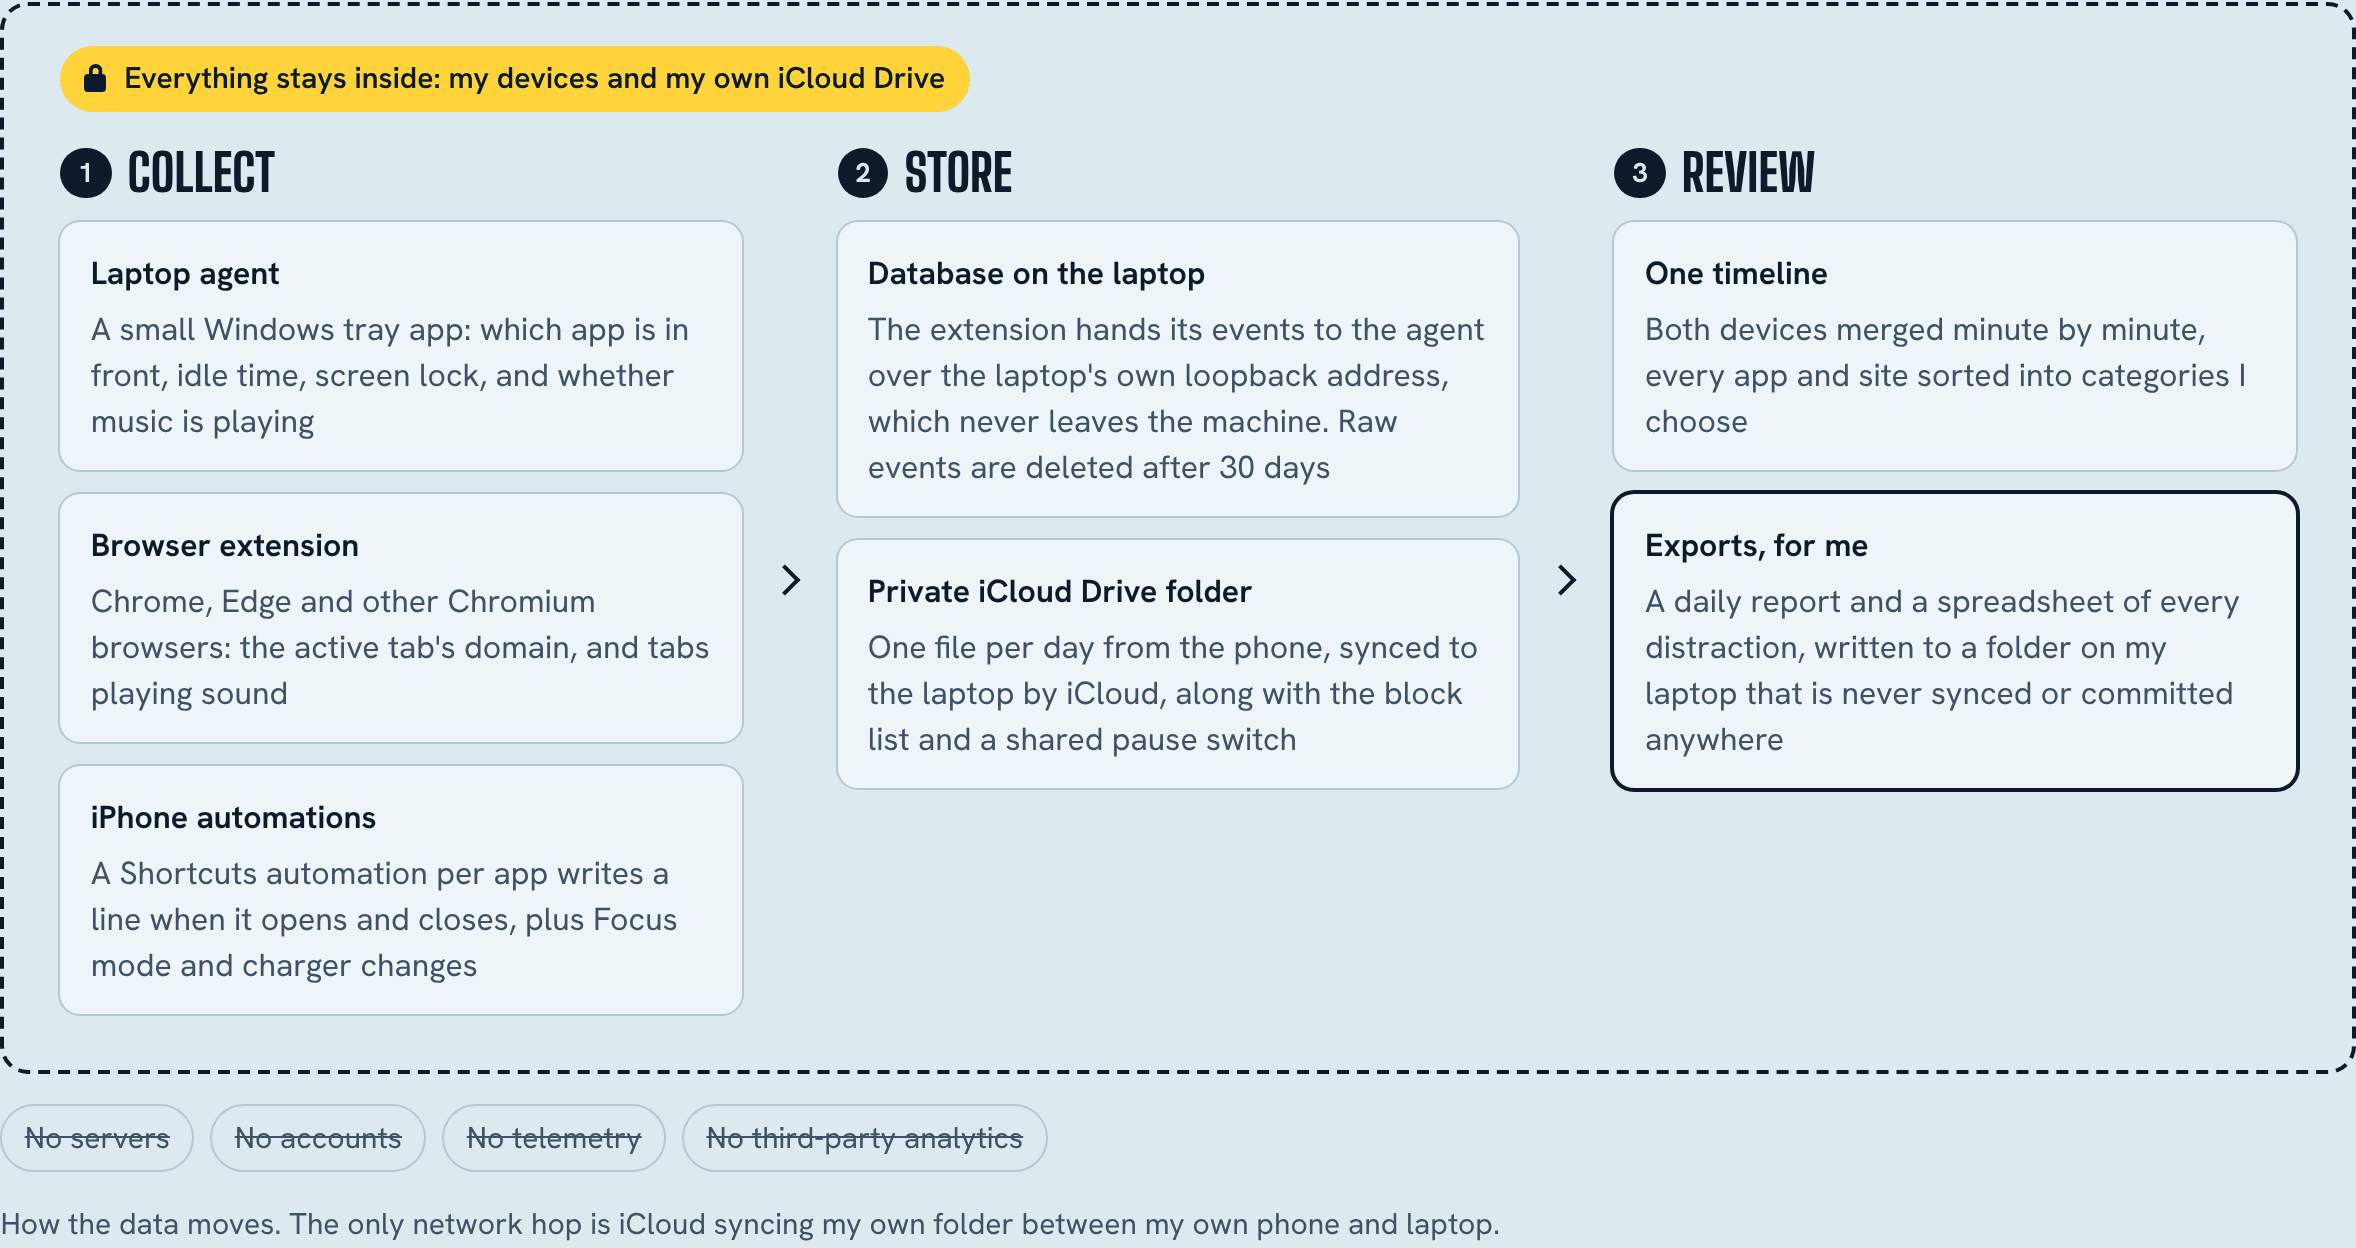 Everything stays inside: my devices and my own iCloud Drive
1 COLLECT
Laptop agent
A small Windows tray app: which app is in
front, idle time, screen lock, and whether
music is playing
Browser extension
Chrome, Edge and other Chromium
browsers: the active tab's domain, and tabs
playing sound
iPhone automations
A Shortcuts automation per app writes a
line when it opens and closes, plus Focus
mode and charger changes
2 STORE
Database on the laptop
The extension hands its events to the agent
over the laptop's own loopback address,
which never leaves the machine. Raw
events are deleted after 30 days
Private iCloud Drive folder
One file per day from the phone, synced to
the laptop by iCloud, along with the block
list and a shared pause switch
3 REVIEW
One timeline
Both devices merged minute by minute,
every app and site sorted into categories I
choose
Exports, for me
A daily report and a spreadsheet of every
distraction, written to a folder on my
laptop that is never synced or committed
anywhere
No servers
No accounts
No telemetry
No third-party analytics
How the data moves. The only network hop is iCloud syncing my own folder between my own phone and laptop.